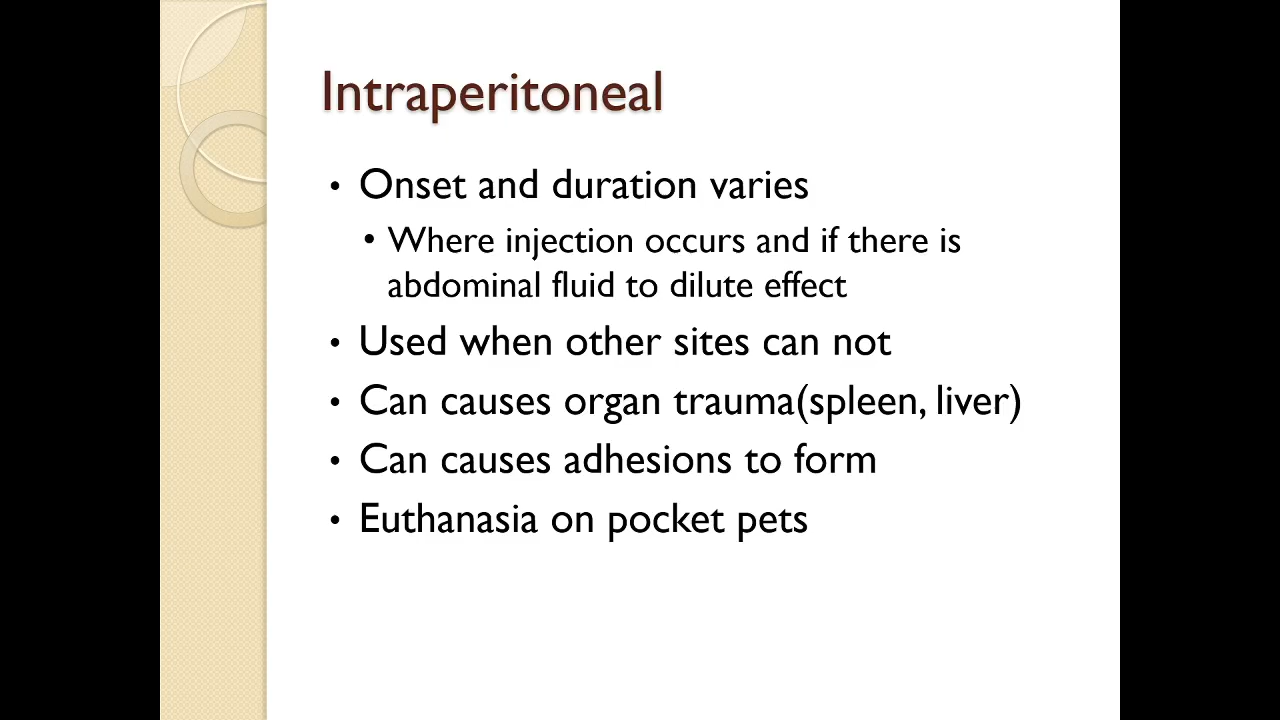 Intraperitoneal
• Onset and duration varies
• Where injection occurs and if there is
abdominal fluid to dilute effect
• Used when other sites can not
• Can causes organ trauma(spleen, liver)
• Can causes adhesions to form
• Euthanasia on pocket pets